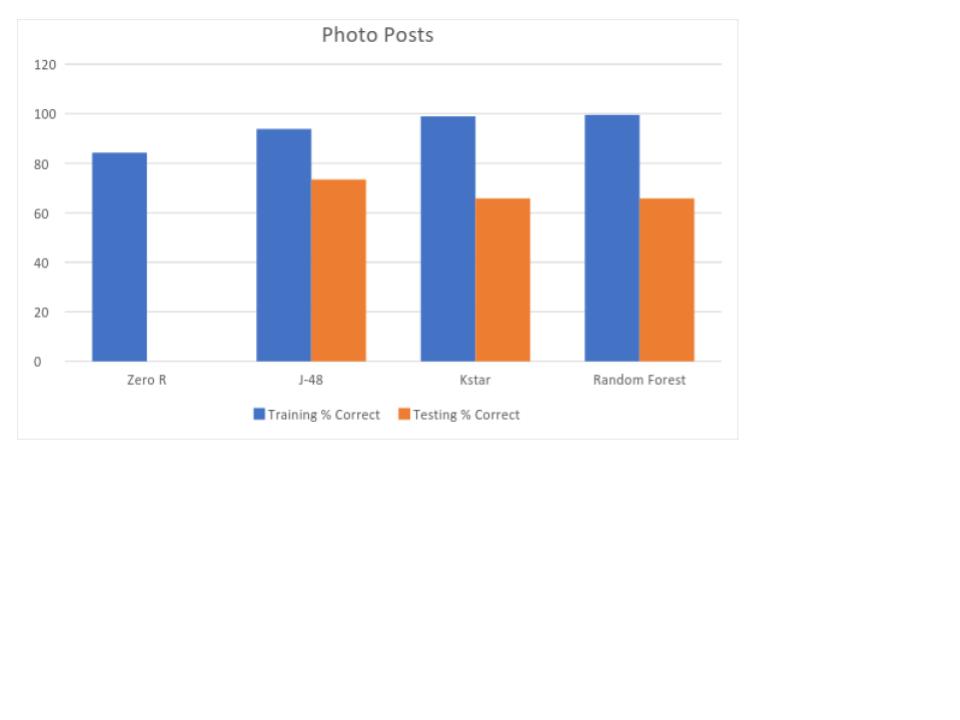 Photo Posts
120
100
80
60
40
20
0
Zero R J-48 Kstar Random Forest
Training % Correct Testing % Correct